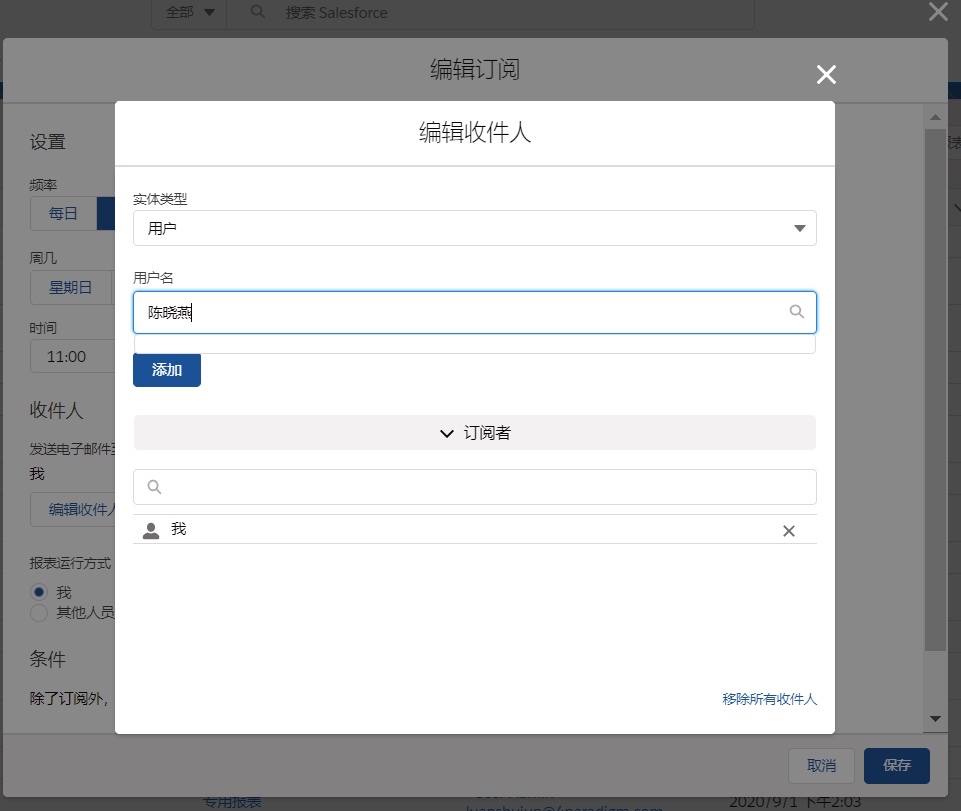 全部
搜索 Salesforce
编辑订阅
设置
频率
每日
周几
星期日
时间
11:00
收件人
发送电子邮件至
我
编辑收件人
报表运行方式
我
其他人员
条件
除了订阅外，
编辑收件人
实体类型
用户
用户名
陈晓燕
添加
订阅者
我
移除所有收件人
取消
保存
专用报表
2020/9/1 下午2:03